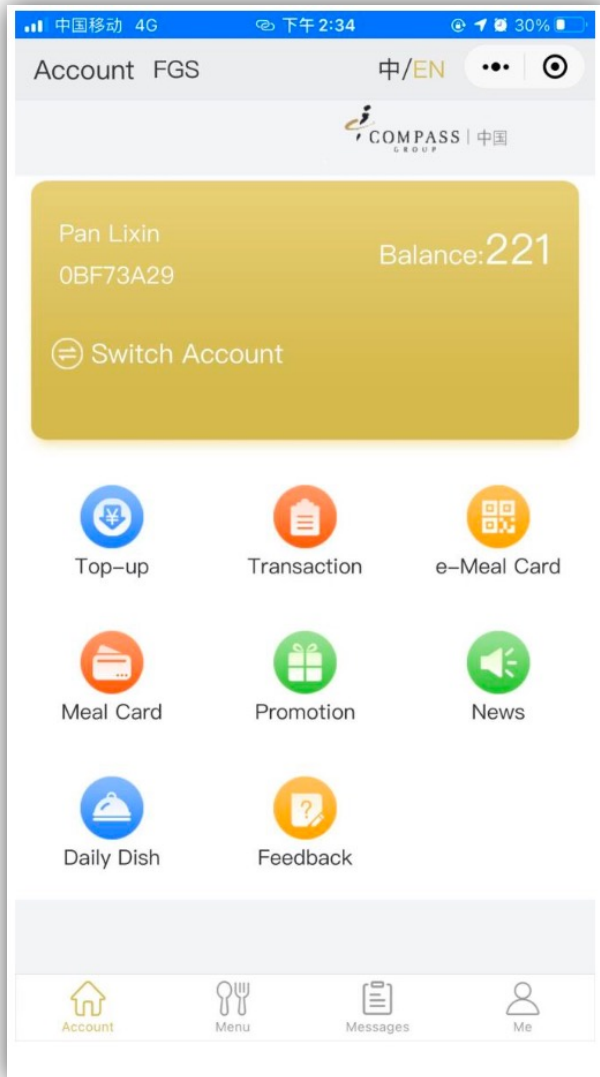 中国移动 4G 下午 2:34 30%
Account FGS 中/EN
COMPASS 中国
GROUP
Pan Lixin
Balance:221
0BF73A29
Switch Account
Top-up Transaction e-Meal Card
Meal Card Promotion News
Daily Dish Feedback
Account Menu Messages Me